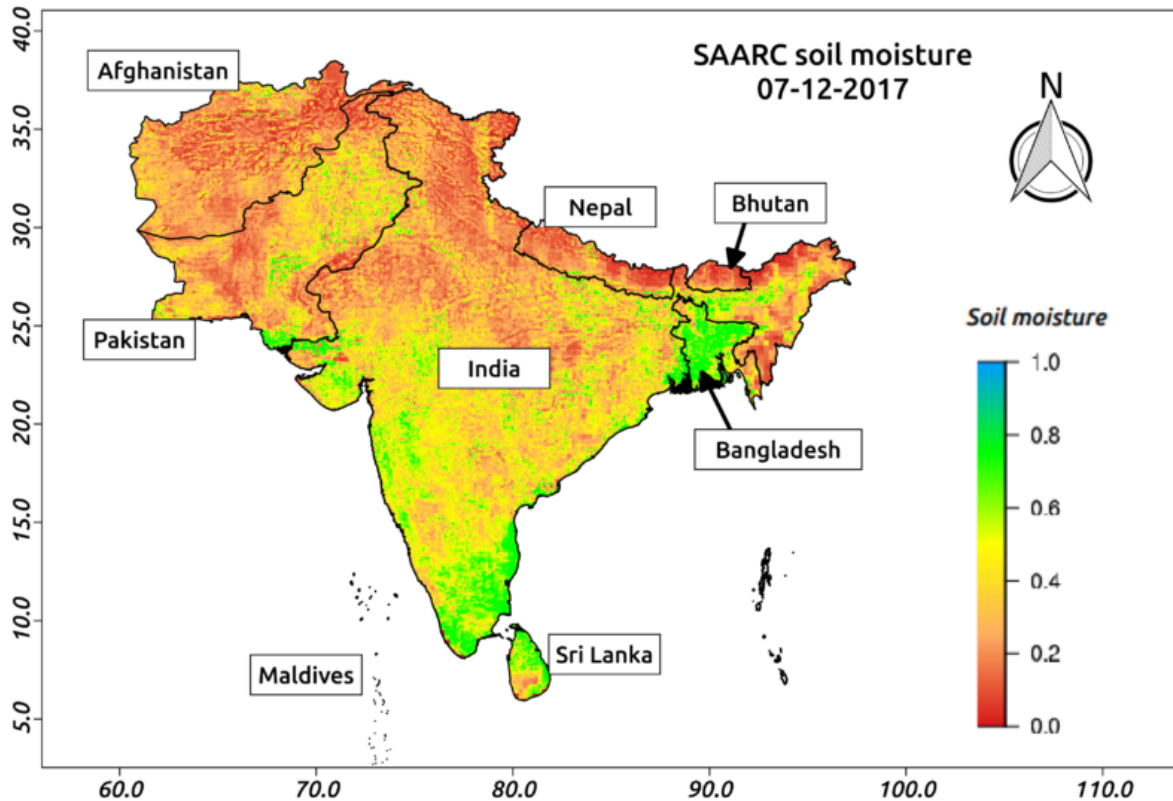 SAARC soil moisture
07-12-2017
N
Afghanistan
Nepal
Bhutan
Pakistan
India
Bangladesh
Sri Lanka
Maldives
Soil moisture
1.0
0.8
0.6
0.4
0.2
0.0
40.0
35.0
30.0
25.0
20.0
15.0
10.0
5.0
60.0 70.0 80.0 90.0 100.0 110.0